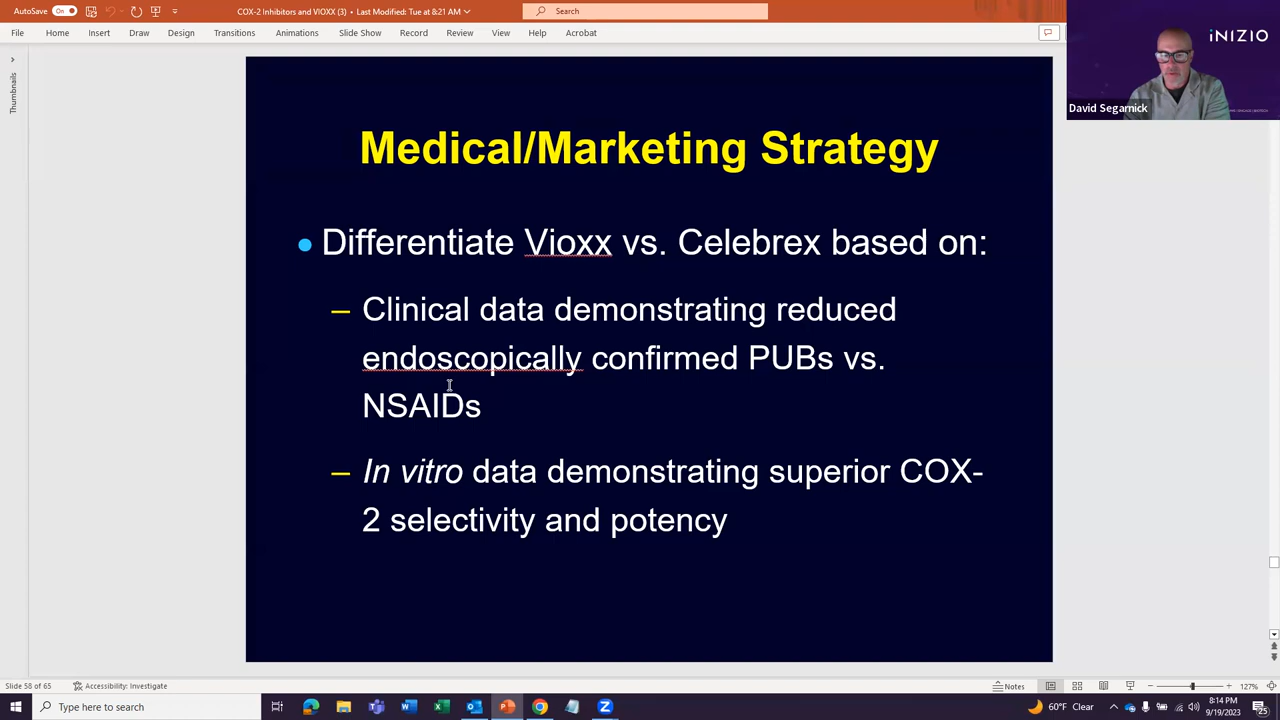 AutoSave On COX-2 Inhibitors and VIOXX (3) • Last Modified: Tue at 8:21 AM Search
File Home Insert Draw Design Transitions Animations Slide Show Record Review View Help Acrobat
iNIZIO
David Segarnick
Thumbnails
Medical/Marketing Strategy
Differentiate Vioxx vs. Celebrex based on:
– Clinical data demonstrating reduced
endoscopically confirmed PUBs vs.
NSAIDs
– In vitro data demonstrating superior COX-
2 selectivity and potency
Slide 58 of 65 Accessibility: Investigate Notes 127%
Type here to search 60°F Clear 8:14 PM
9/19/2023 25